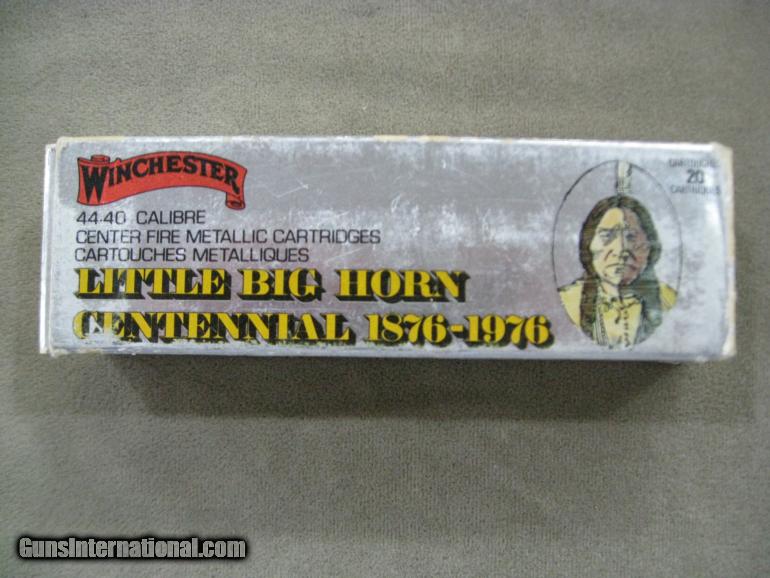 WINCHESTER
44-40 CALIBRE
CENTER FIRE METALLIC CARTRIDGES
CARTOUCHES METALLIQUES
LITTLE BIG HORN
CENTENNIAL 1876-1976
20
GunsInternational.com